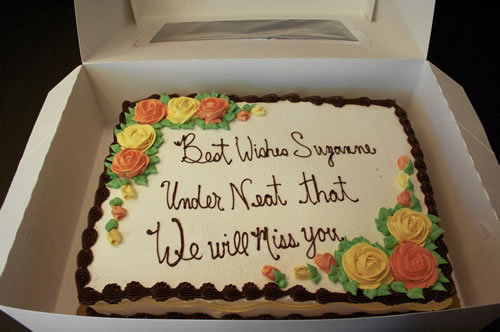 Best Wishes Suzanne
Under Neat that
We will Miss you